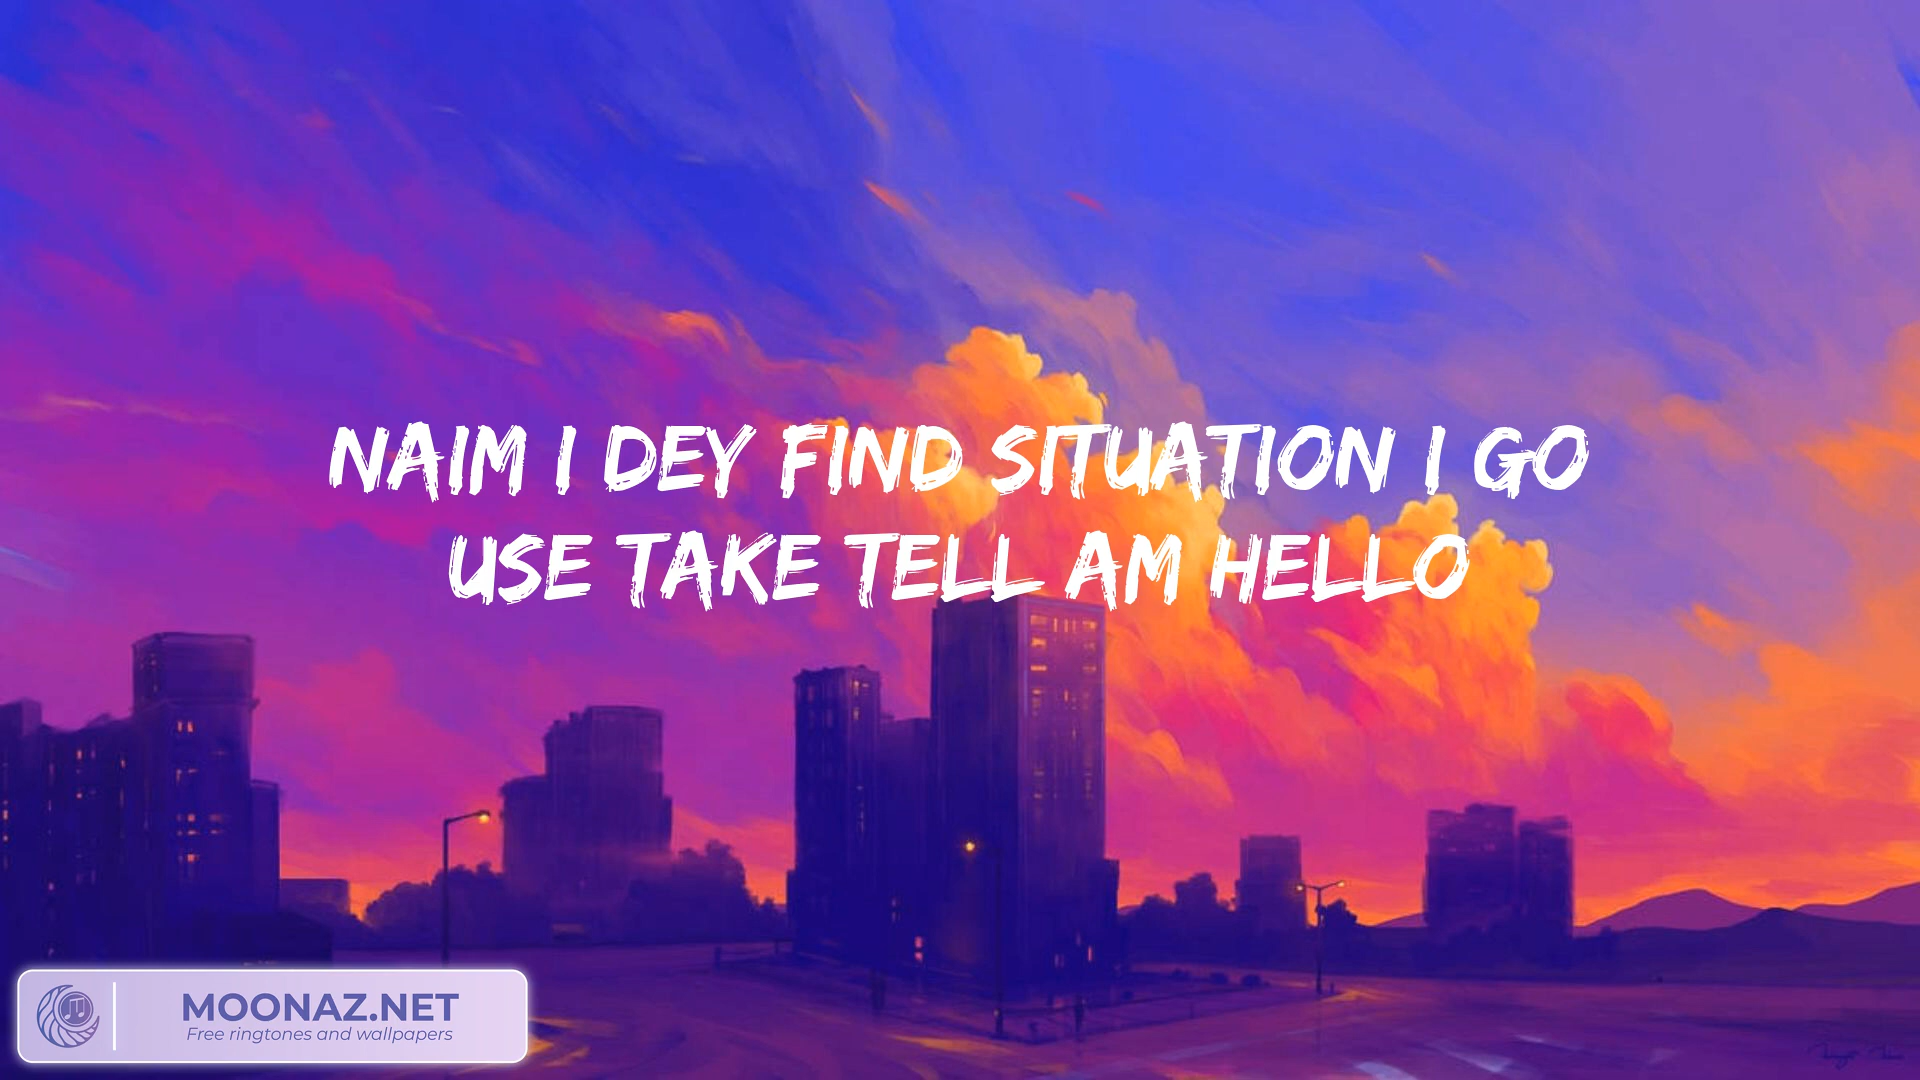 NAIM I DEY FIND SITUATION I GO
USE TAKE TELL AM HELLO
MOONAZ.NET
Free ringtones and wallpapers